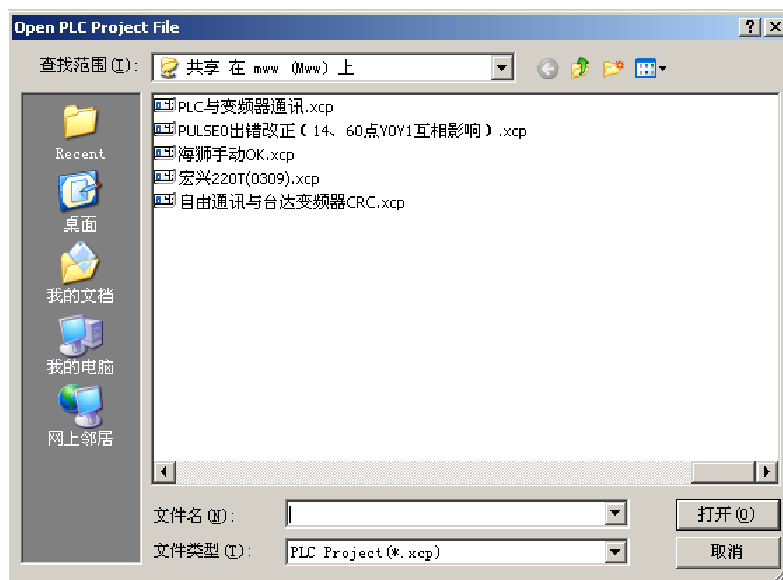 Open PLC Project File
查找范围(I):
共享 在 mww (Mww) 上
Recent
桌面
我的文档
我的电脑
网上邻居
PLC与变频器通讯.xcp
PULSE0出错改正(14、60点Y0Y1互相影响).xcp
海狮手动OK.xcp
宏兴220T(0309).xcp
自由通讯与台达变频器CRC.xcp
文件名(N):
打开(O)
文件类型(T):
PLC Project(*.xcp)
取消